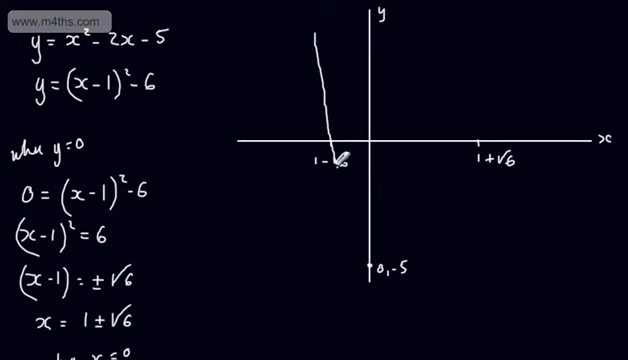 www.m4ths.com
y = x² - 2x - 5
y = (x - 1)² - 6
when y = 0
0 = (x - 1)² - 6
(x - 1)² = 6
(x - 1) = ± √6
x = 1 ± √6
x = 0
y
x
1 -
1 + √6
0, -5